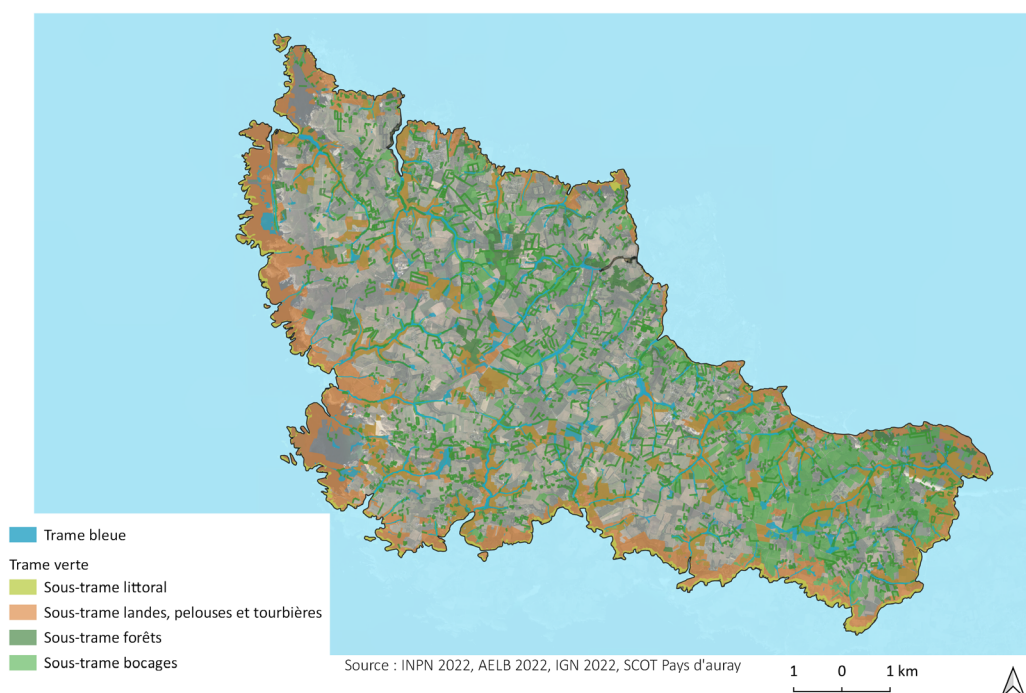 Trame bleue
Trame verte
Sous-trame littoral
Sous-trame landes, pelouses et tourbières
Sous-trame forêts
Sous-trame bocages
Source : INPN 2022, AELB 2022, IGN 2022, SCOT Pays d'auray
1 0 1 km